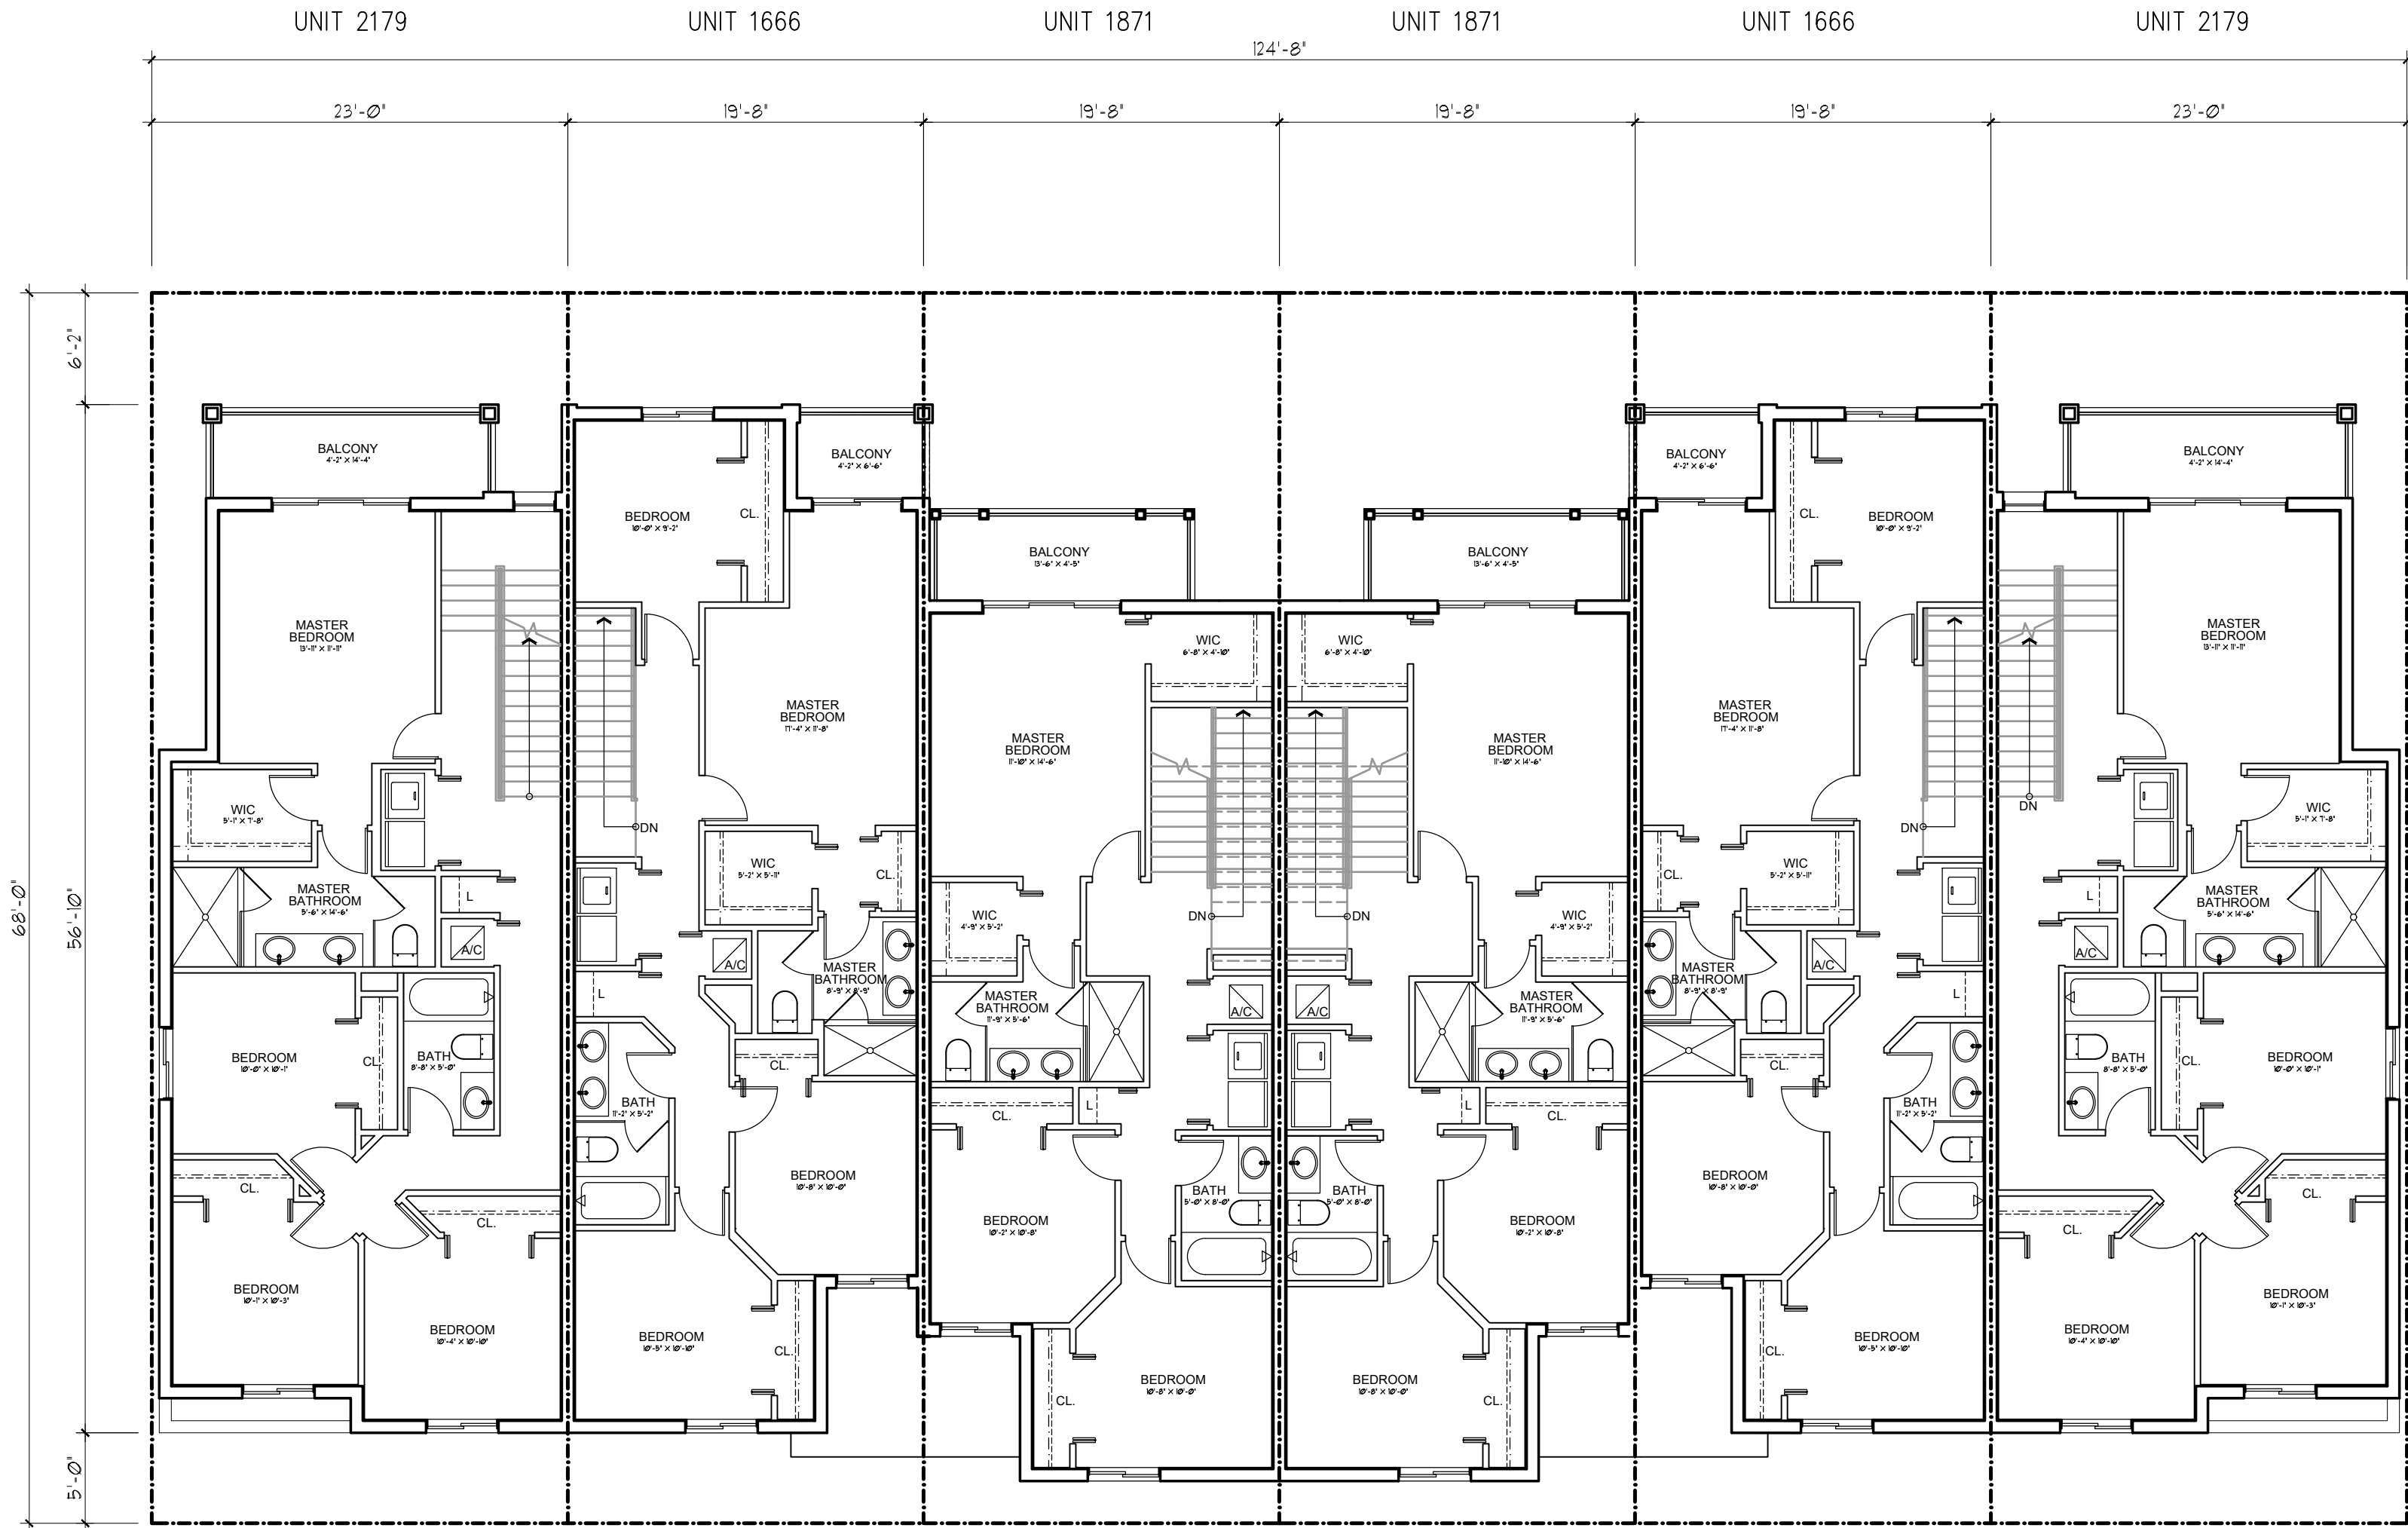 UNIT 2179
UNIT 1666
UNIT 1871
UNIT 1871
UNIT 1666
UNIT 2179
124'-8"
23'-0"
19'-8"
19'-8"
19'-8"
19'-8"
23'-0"
68'-0"
6'-2"
56'-10"
5'-0"
BALCONY
4'-2" X 14'-4"
MASTER
BEDROOM
13'-11" X 11'-11"
WIC
5'-1" X 7'-8"
MASTER
BATHROOM
5'-6" X 14'-6"
L
A/C
BEDROOM
10'-0" X 10'-1"
CL.
BATH
8'-8" X 5'-0"
CL.
CL.
BEDROOM
10'-1" X 10'-3"
BEDROOM
10'-4" X 10'-10"
BALCONY
4'-2" X 6'-6"
BEDROOM
10'-0" X 9'-2"
CL.
MASTER
BEDROOM
17'-4" X 11'-8"
DN
WIC
5'-2" X 5'-11"
CL.
A/C
MASTER
BATHROOM
8'-9" X 8'-9"
L
CL.
BATH
11'-2" X 5'-2"
BEDROOM
10'-8" X 10'-0"
BEDROOM
10'-5" X 10'-10"
CL.
BALCONY
13'-6" X 4'-5"
WIC
6'-8" X 4'-10"
MASTER
BEDROOM
11'-10" X 14'-6"
WIC
4'-9" X 5'-2"
DN
MASTER
BATHROOM
11'-9" X 5'-6"
A/C
CL.
L
BATH
5'-0" X 8'-0"
BEDROOM
10'-2" X 10'-8"
BEDROOM
10'-8" X 10'-0"
CL.
BALCONY
13'-6" X 4'-5"
WIC
6'-8" X 4'-10"
MASTER
BEDROOM
11'-10" X 14'-6"
DN
WIC
4'-9" X 5'-2"
A/C
MASTER
BATHROOM
11'-9" X 5'-6"
L
CL.
BATH
5'-0" X 8'-0"
BEDROOM
10'-2" X 10'-8"
BEDROOM
10'-8" X 10'-0"
CL.
BALCONY
4'-2" X 6'-6"
CL.
BEDROOM
10'-0" X 9'-2"
MASTER
BEDROOM
17'-4" X 11'-8"
DN
CL.
WIC
5'-2" X 5'-11"
MASTER
BATHROOM
8'-9" X 8'-9"
A/C
L
CL.
BATH
11'-2" X 5'-2"
BEDROOM
10'-8" X 10'-0"
BEDROOM
10'-5" X 10'-10"
CL.
BALCONY
4'-2" X 14'-4"
MASTER
BEDROOM
13'-11" X 11'-11"
DN
WIC
5'-1" X 7'-8"
L
MASTER
BATHROOM
5'-6" X 14'-6"
A/C
BATH
8'-8" X 5'-0"
CL.
BEDROOM
10'-0" X 10'-1"
CL.
CL.
BEDROOM
10'-1" X 10'-3"
BEDROOM
10'-4" X 10'-10"